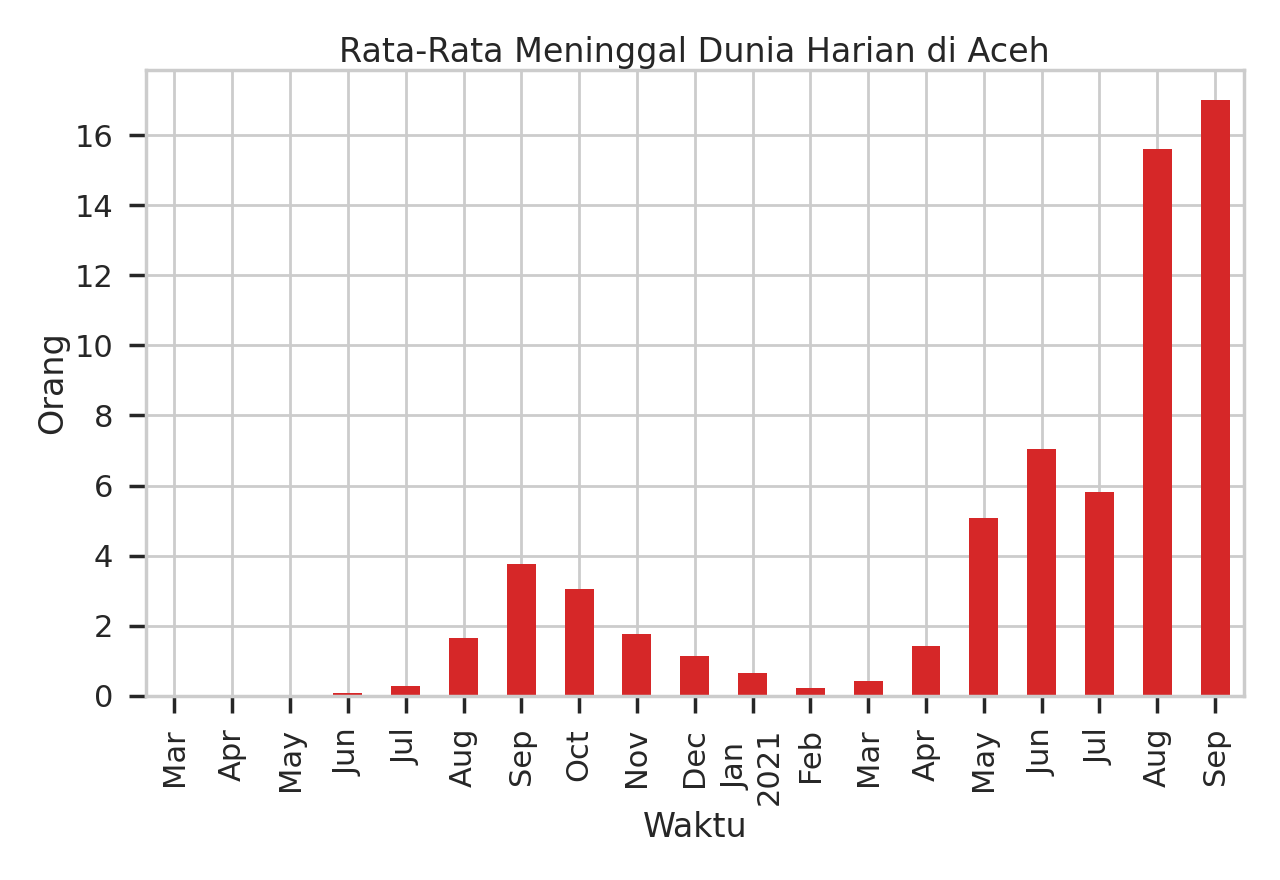 Rata-Rata Meninggal Dunia Harian di Aceh
Orang
16
14
12
10
8
6
4
2
0
Mar
Apr
May
Jun
Jul
Aug
Sep
Oct
Nov
Dec
Jan
2021
Feb
Mar
Apr
May
Jun
Jul
Aug
Sep
Waktu